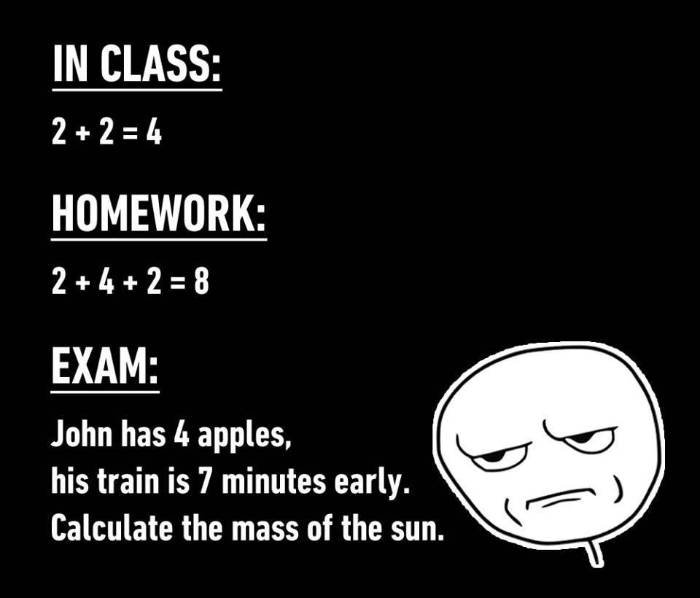 IN CLASS:
2 + 2 = 4
HOMEWORK:
2 + 4 + 2 = 8
EXAM:
John has 4 apples,
his train is 7 minutes early.
Calculate the mass of the sun.